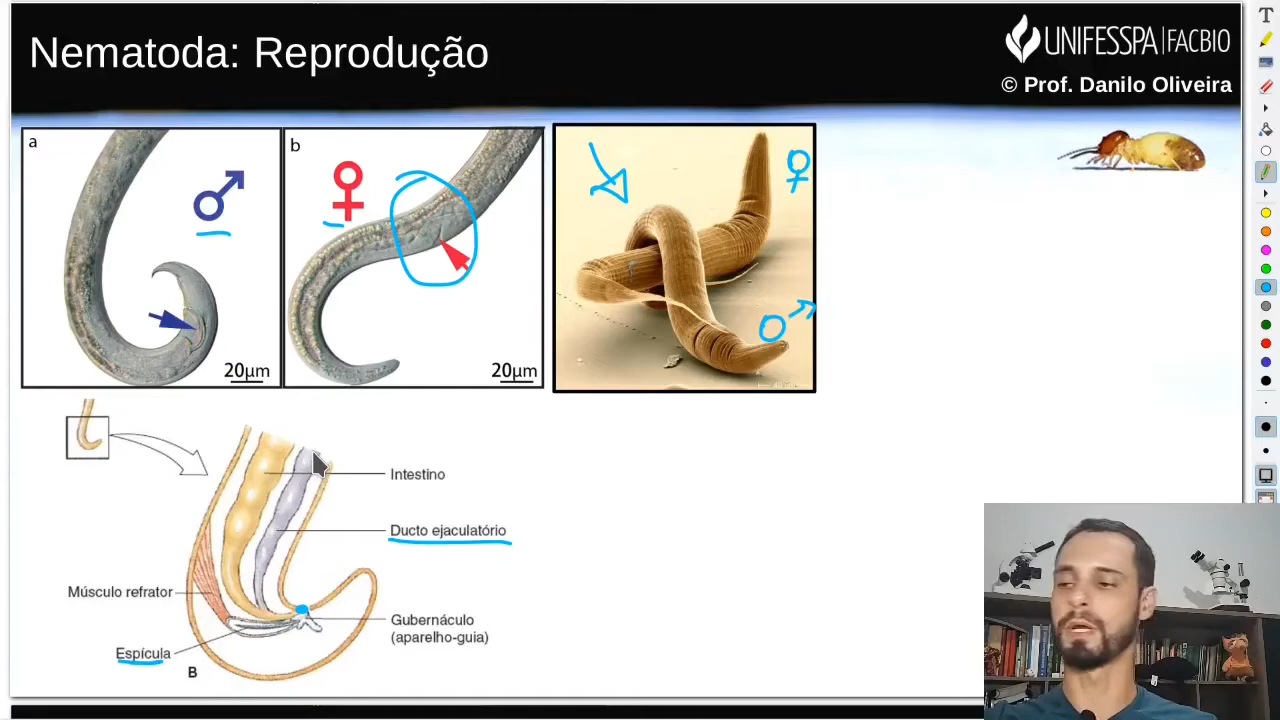 Nematoda: Reprodução
UNIFESSPA|FACBIO
© Prof. Danilo Oliveira
a
b
20µm
20µm
Intestino
Ducto ejaculatório
Músculo refrator
Gubernáculo
(aparelho-guia)
Espícula
B